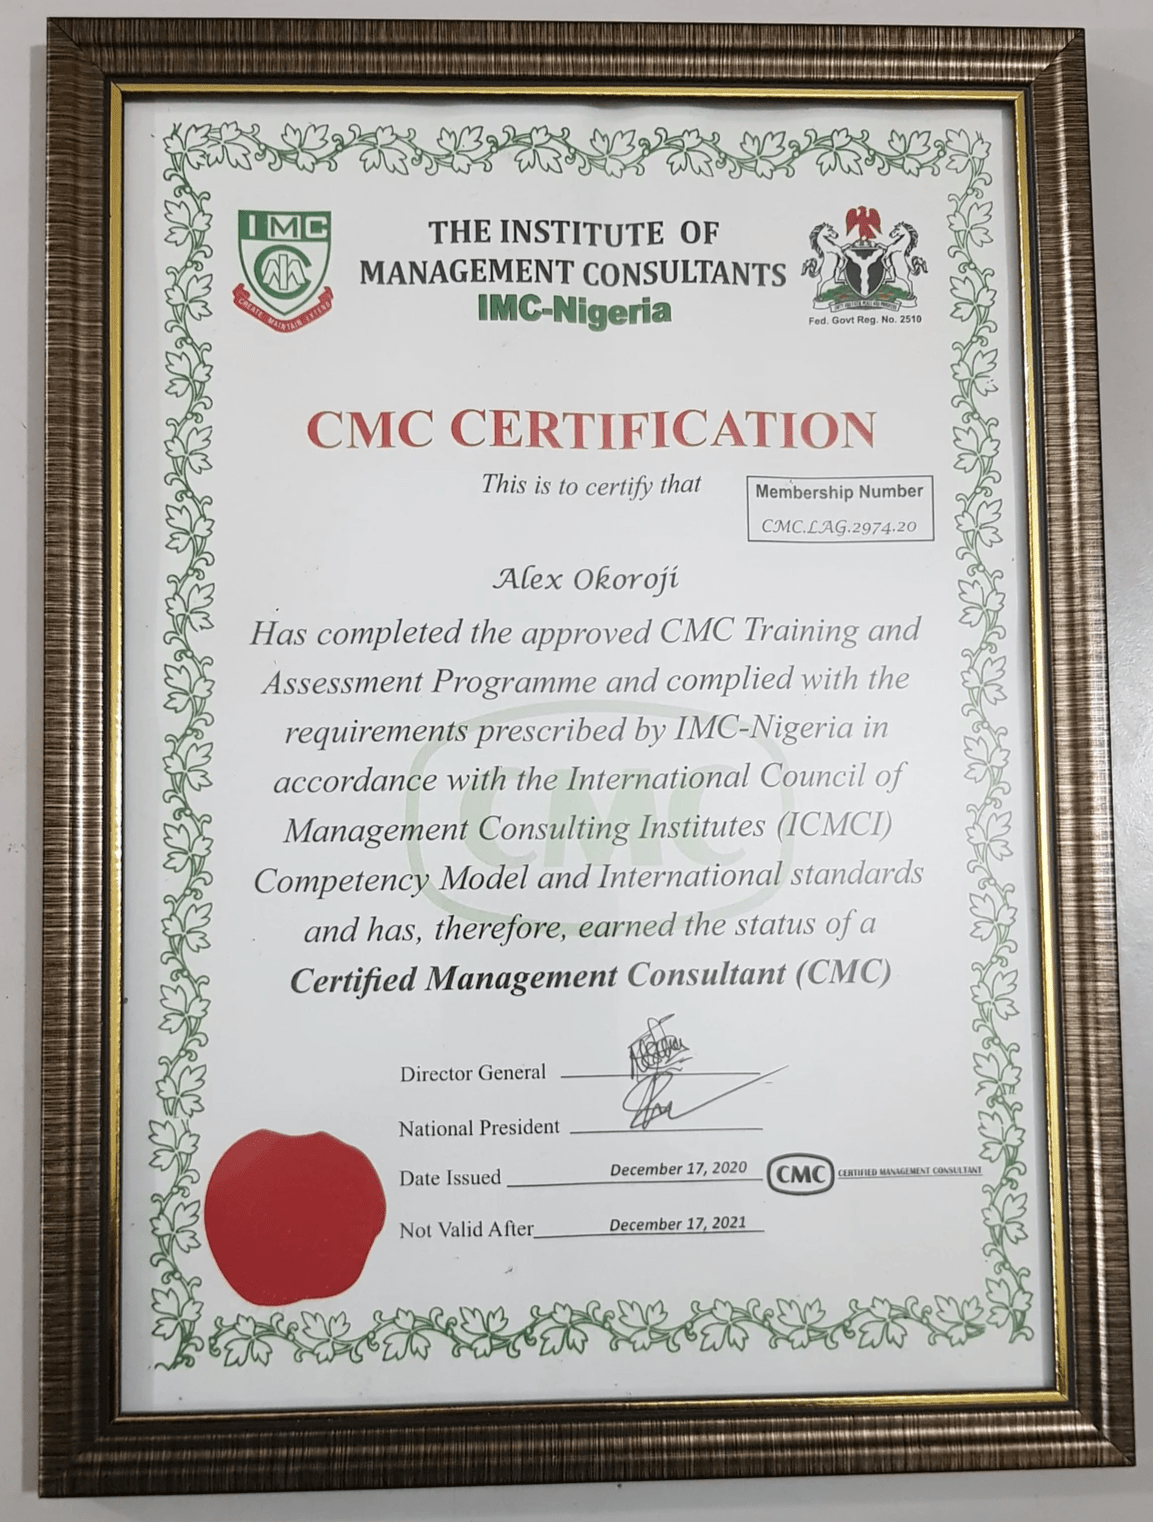 IMC
CREATE MAINTAIN EXTEND
THE INSTITUTE OF
MANAGEMENT CONSULTANTS
IMC-Nigeria
Fed. Govt Reg. No. 2510
CMC CERTIFICATION
This is to certify that
Membership Number
CMC.LAG.2974.20
Alex Okoroji
Has completed the approved CMC Training and
Assessment Programme and complied with the
requirements prescribed by IMC-Nigeria in
accordance with the International Council of
Management Consulting Institutes (ICMCI)
Competency Model and International standards
and has, therefore, earned the status of a
Certified Management Consultant (CMC)
CMC
Director General
National President
Date Issued December 17, 2020
CMC CERTIFIED MANAGEMENT CONSULTANT
Not Valid After December 17, 2021